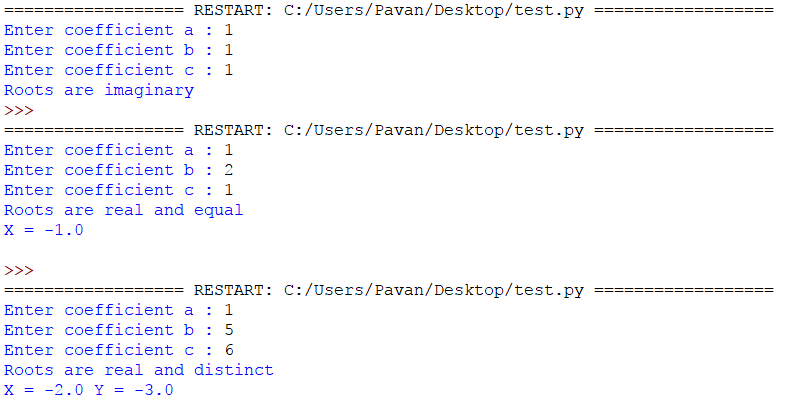 ================== RESTART: C:/Users/Pavan/Desktop/test.py ==================
Enter coefficient a : 1
Enter coefficient b : 1
Enter coefficient c : 1
Roots are imaginary
>>>
================== RESTART: C:/Users/Pavan/Desktop/test.py ==================
Enter coefficient a : 1
Enter coefficient b : 2
Enter coefficient c : 1
Roots are real and equal
X = -1.0
>>>
================== RESTART: C:/Users/Pavan/Desktop/test.py ==================
Enter coefficient a : 1
Enter coefficient b : 5
Enter coefficient c : 6
Roots are real and distinct
X = -2.0 Y = -3.0